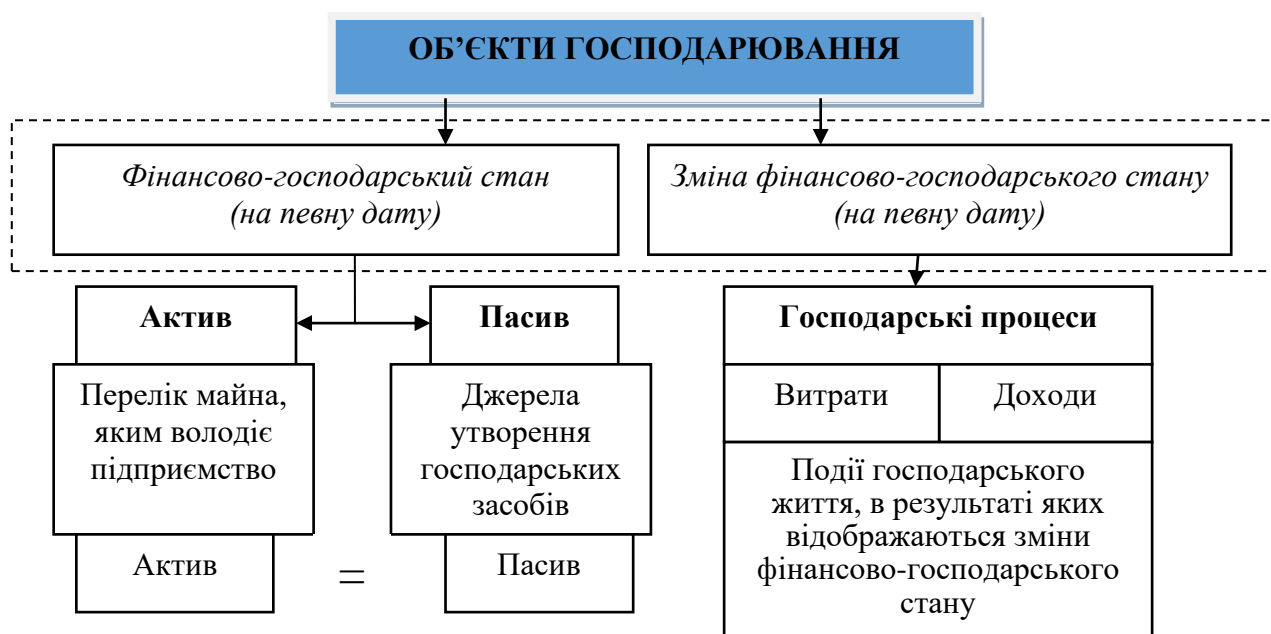 ОБ’ЄКТИ ГОСПОДАРЮВАННЯ
Фінансово-господарський стан
(на певну дату)
Зміна фінансово-господарського стану
(на певну дату)
Актив
Пасив
Господарські процеси
Перелік майна,
яким володіє
підприємство
Джерела
утворення
господарських
засобів
Витрати
Доходи
Події господарського
життя, в результаті яких
відображаються зміни
фінансово-господарського
стану
Актив
=
Пасив